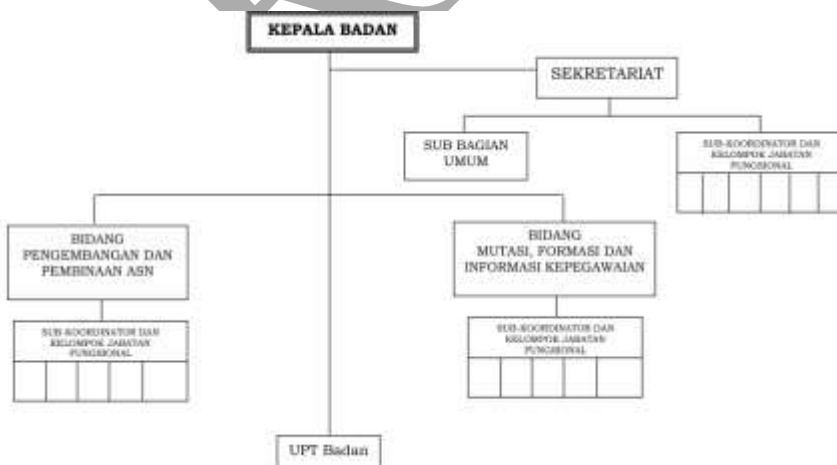 KEPALA BADAN
SEKRETARIAT
SUB BAGIAN
UMUM
SUB-KOORDINATOR DAN
KELOMPOK JABATAN
FUNGSIONAL
BIDANG
PENGEMBANGAN DAN
PEMBINAAN ASN
BIDANG
MUTASI, FORMASI DAN
INFORMASI KEPEGAWAIAN
SUB-KOORDINATOR DAN
KELOMPOK JABATAN
FUNGSIONAL
SUB-KOORDINATOR DAN
KELOMPOK JABATAN
FUNGSIONAL
UPT Badan